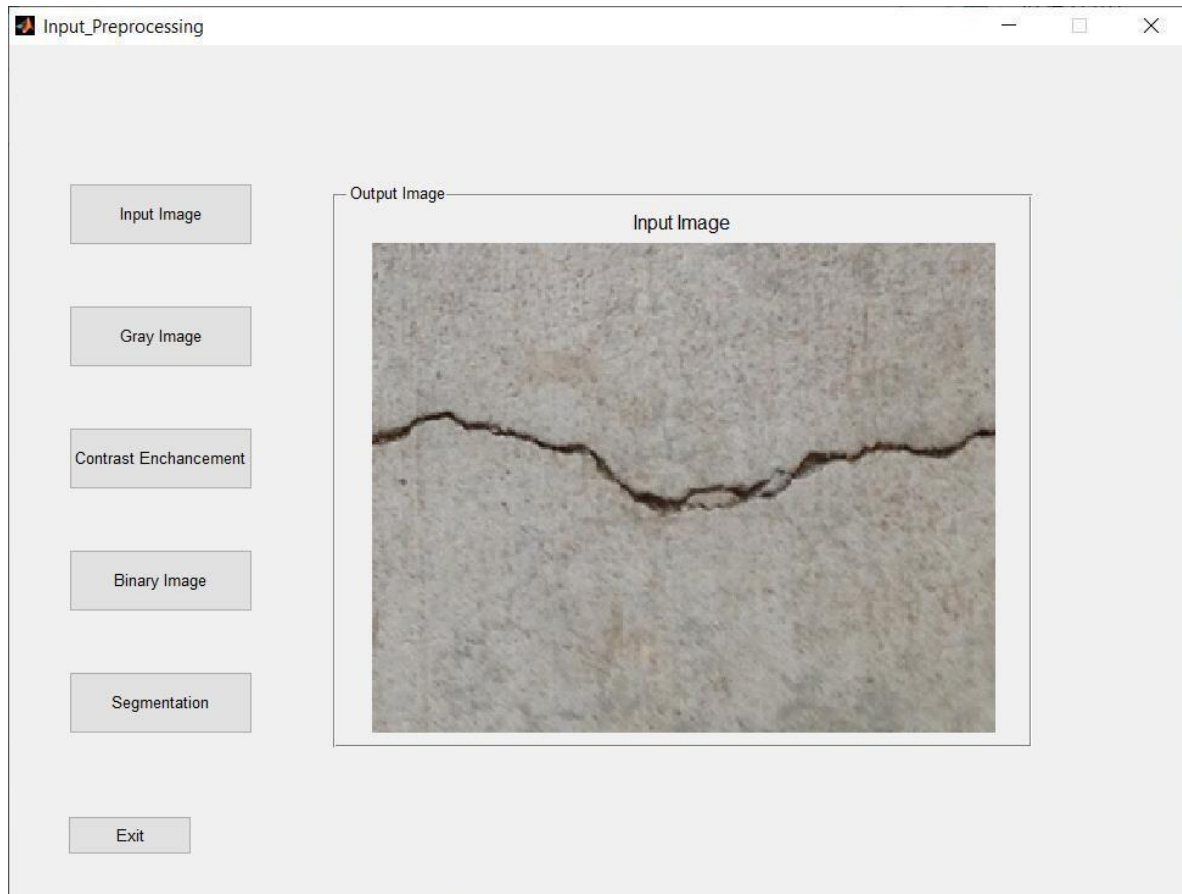 Input_Preprocessing
Input Image
Gray Image
Contrast Enchancement
Binary Image
Segmentation
Exit
Output Image
Input Image